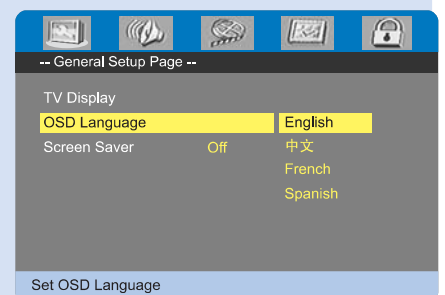 -- General Setup Page --
TV Display
OSD Language English
Screen Saver Off 中文
French
Spanish
Set OSD Language